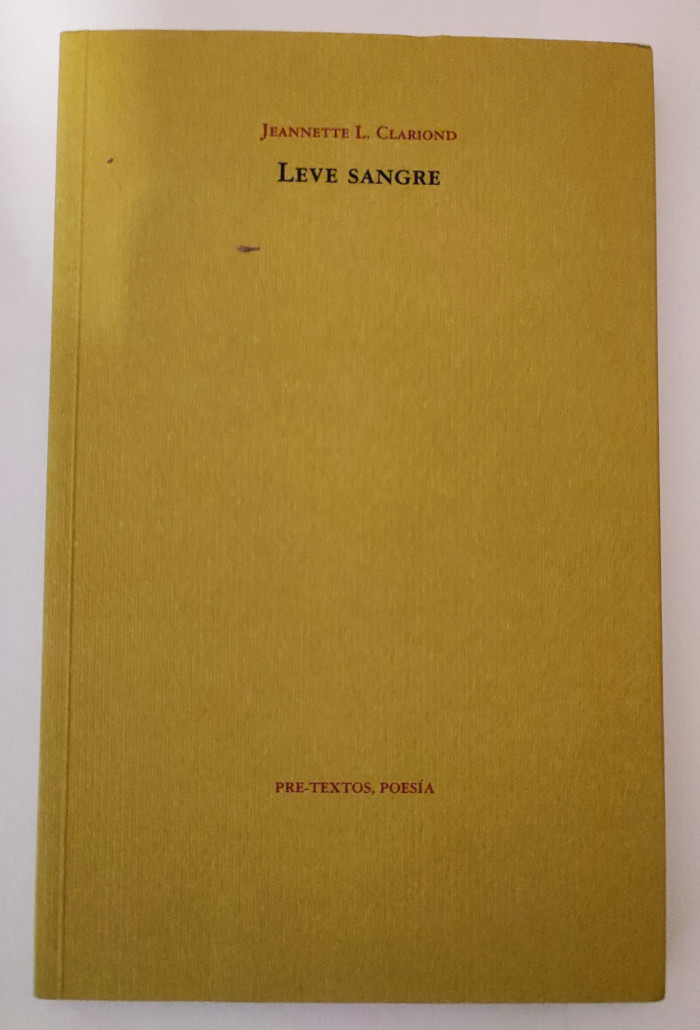 Jeannette L. Clariond
Leve sangre
PRE-TEXTOS, POESÍA